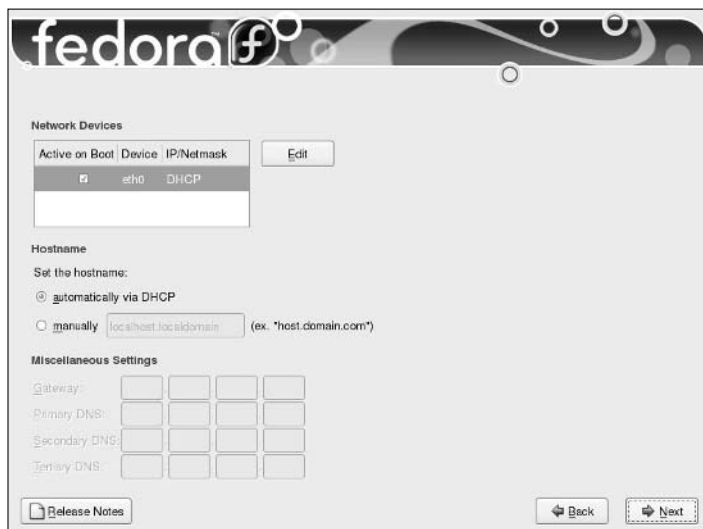 fedora™ f
Network Devices
Active on Boot Device IP/Netmask
eth0 DHCP
Edit
Hostname
Set the hostname:
automatically via DHCP
manually localhost.localdomain (ex. "host.domain.com")
Miscellaneous Settings
Gateway:
Primary DNS:
Secondary DNS:
Tertiary DNS:
Release Notes
Back
Next